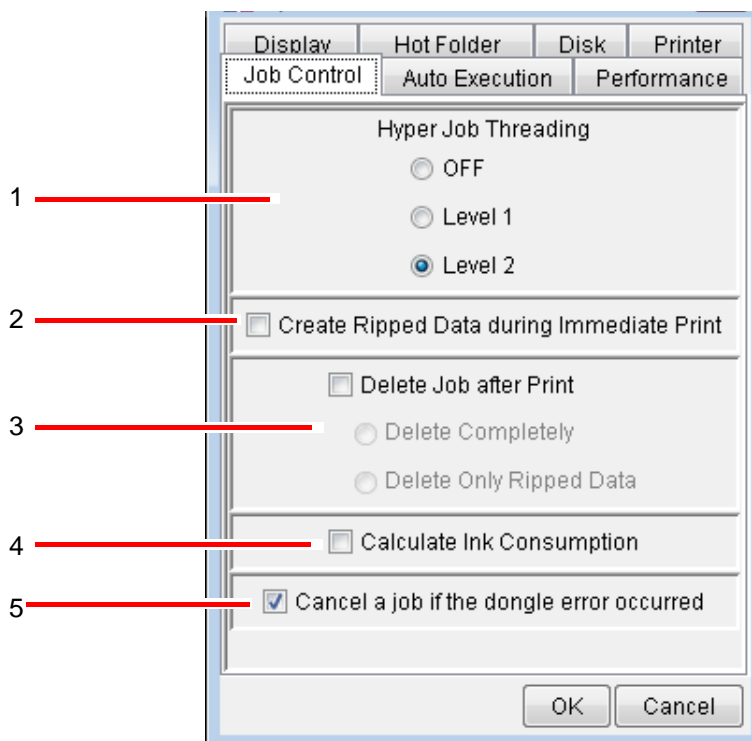 Display Hot Folder Disk Printer
Job Control Auto Execution Performance
Hyper Job Threading
OFF
1
Level 1
Level 2
2
Create Ripped Data during Immediate Print
Delete Job after Print
3
Delete Completely
Delete Only Ripped Data
4
Calculate Ink Consumption
5
Cancel a job if the dongle error occurred
OK Cancel